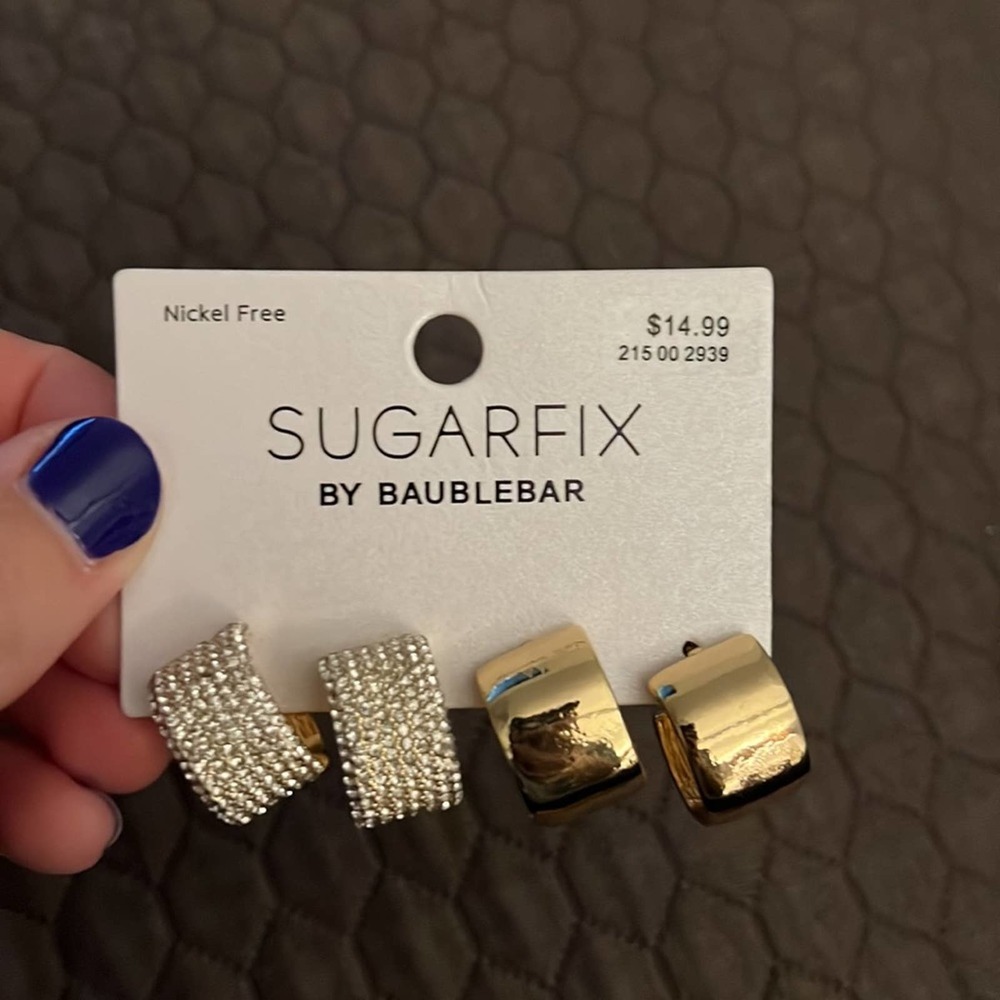 Nickel Free
$14.99
215 00 2939
SUGARFIX
BY BAUBLEBAR